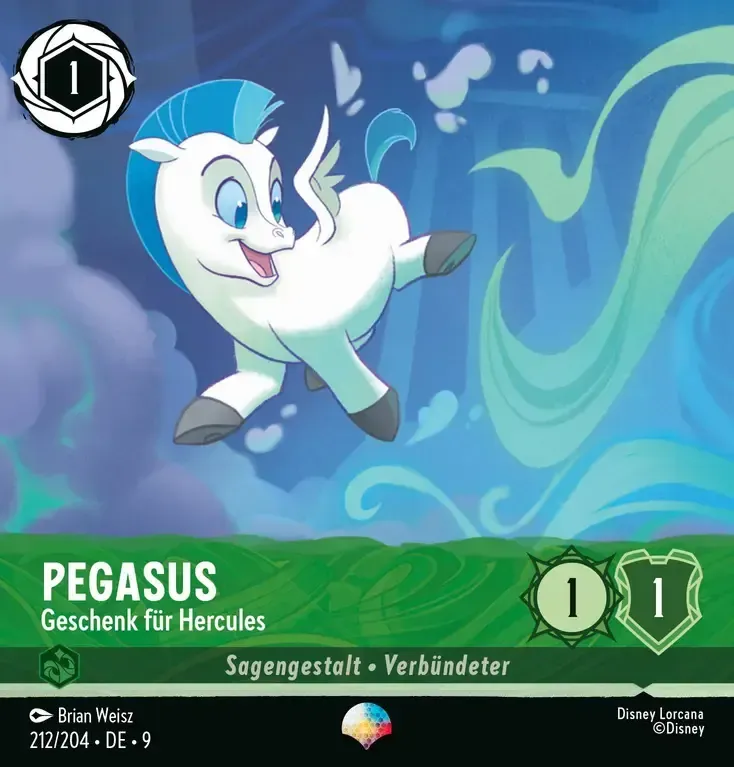 1
PEGASUS
Geschenk für Hercules
1 1
Sagengestalt • Verbündeter
Brian Weisz
212/204 • DE • 9
Disney Lorcana
©Disney